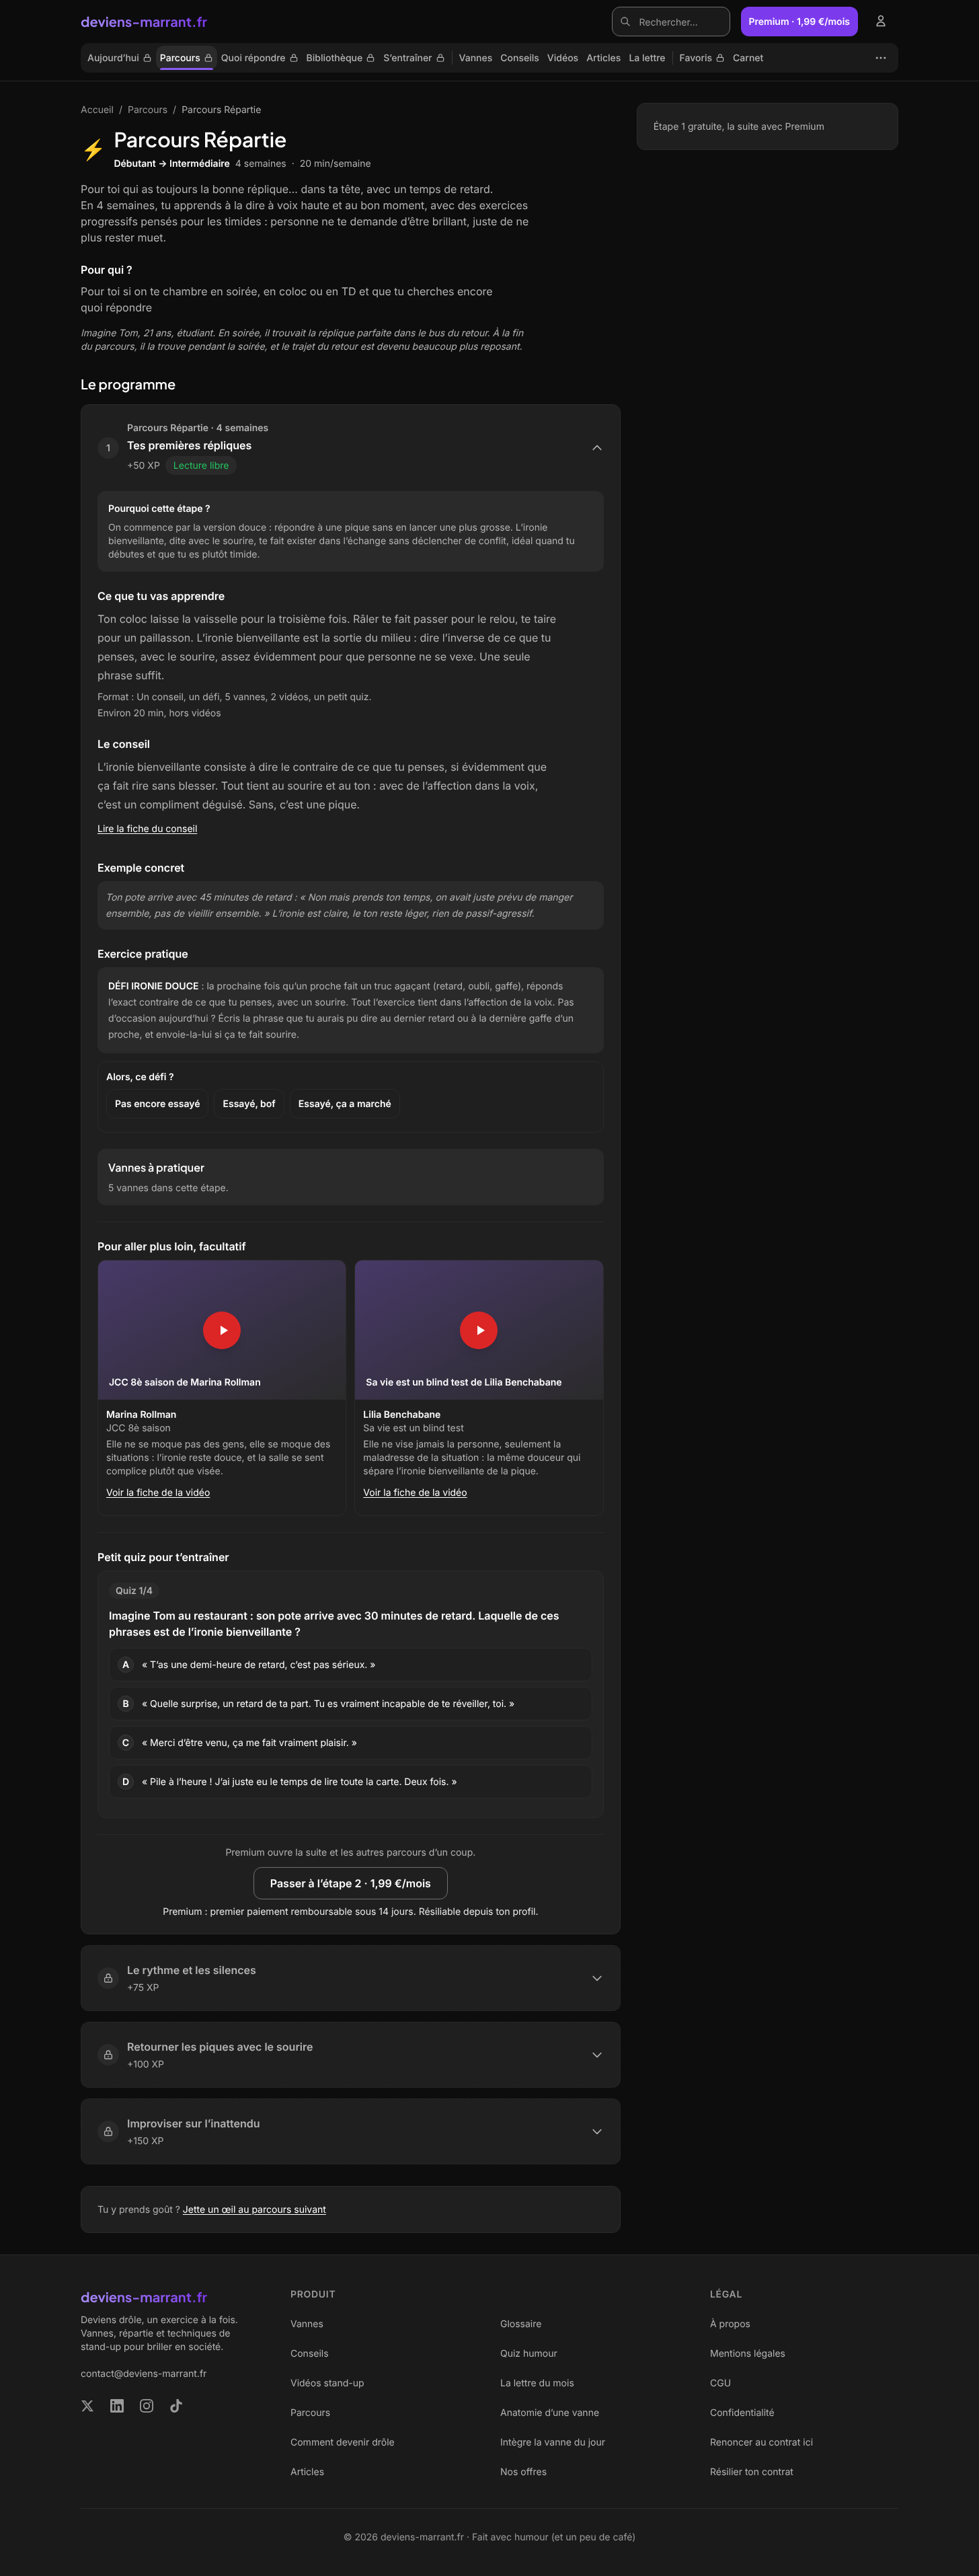 deviens-marrant.fr
Rechercher...
Premium · 1,99 €/mois
Aujourd’hui
Parcours
Quoi répondre
Bibliothèque
S’entraîner
Vannes
Conseils
Vidéos
Articles
La lettre
Favoris
Carnet
Accueil / Parcours / Parcours Répartie
⚡ Parcours Répartie
Débutant → Intermédiaire 4 semaines · 20 min/semaine
Étape 1 gratuite, la suite avec Premium
Pour toi qui as toujours la bonne réplique… dans ta tête, avec un temps de retard.
En 4 semaines, tu apprends à la dire à voix haute et au bon moment, avec des exercices
progressifs pensés pour les timides : personne ne te demande d’être brillant, juste de ne
plus rester muet.
Pour qui ?
Pour toi si on te chambre en soirée, en coloc ou en TD et que tu cherches encore
quoi répondre
Imagine Tom, 21 ans, étudiant. En soirée, il trouvait la réplique parfaite dans le bus du retour. À la fin
du parcours, il la trouve pendant la soirée, et le trajet du retour est devenu beaucoup plus reposant.
Le programme
Parcours Répartie · 4 semaines
1
Tes premières répliques
+50 XP Lecture libre
Pourquoi cette étape ?
On commence par la version douce : répondre à une pique sans en lancer une plus grosse. L’ironie
bienveillante, dite avec le sourire, te fait exister dans l’échange sans déclencher de conflit, idéal quand tu
débutes et que tu es plutôt timide.
Ce que tu vas apprendre
Ton coloc laisse la vaisselle pour la troisième fois. Râler te fait passer pour le relou, te taire
pour un paillasson. L’ironie bienveillante est la sortie du milieu : dire l’inverse de ce que tu
penses, avec le sourire, assez évidemment pour que personne ne se vexe. Une seule
phrase suffit.
Format : Un conseil, un défi, 5 vannes, 2 vidéos, un petit quiz.
Environ 20 min, hors vidéos
Le conseil
L’ironie bienveillante consiste à dire le contraire de ce que tu penses, si évidemment que
ça fait rire sans blesser. Tout tient au sourire et au ton : avec de l’affection dans la voix,
c’est un compliment déguisé. Sans, c’est une pique.
Lire la fiche du conseil
Exemple concret
Ton pote arrive avec 45 minutes de retard : « Non mais prends ton temps, on avait juste prévu de manger
ensemble, pas de vieillir ensemble. » L’ironie est claire, le ton reste léger, rien de passif-agressif.
Exercice pratique
DÉFI IRONIE DOUCE : la prochaine fois qu’un proche fait un truc agaçant (retard, oubli, gaffe), réponds
l’exact contraire de ce que tu penses, avec un sourire. Tout l’exercice tient dans l’affection de la voix. Pas
d’occasion aujourd’hui ? Écris la phrase que tu aurais pu dire au dernier retard ou à la dernière gaffe d’un
proche, et envoie-la-lui si ça te fait sourire.
Alors, ce défi ?
Pas encore essayé
Essayé, bof
Essayé, ça a marché
Vannes à pratiquer
5 vannes dans cette étape.
Pour aller plus loin, facultatif
JCC 8è saison de Marina Rollman
Marina Rollman
JCC 8è saison
Elle ne se moque pas des gens, elle se moque des
situations : l’ironie reste douce, et la salle se sent
complice plutôt que visée.
Voir la fiche de la vidéo
Sa vie est un blind test de Lilia Benchabane
Lilia Benchabane
Sa vie est un blind test
Elle ne vise jamais la personne, seulement la
maladresse de la situation : la même douceur qui
sépare l’ironie bienveillante de la pique.
Voir la fiche de la vidéo
Petit quiz pour t’entraîner
Quiz 1/4
Imagine Tom au restaurant : son pote arrive avec 30 minutes de retard. Laquelle de ces
phrases est de l’ironie bienveillante ?
A « T’as une demi-heure de retard, c’est pas sérieux. »
B « Quelle surprise, un retard de ta part. Tu es vraiment incapable de te réveiller, toi. »
C « Merci d’être venu, ça me fait vraiment plaisir. »
D « Pile à l’heure ! J’ai juste eu le temps de lire toute la carte. Deux fois. »
Premium ouvre la suite et les autres parcours d’un coup.
Passer à l’étape 2 · 1,99 €/mois
Premium : premier paiement remboursable sous 14 jours. Résiliable depuis ton profil.
Le rythme et les silences
+75 XP
Retourner les piques avec le sourire
+100 XP
Improviser sur l’inattendu
+150 XP
Tu y prends goût ? Jette un œil au parcours suivant
deviens-marrant.fr
Deviens drôle, un exercice à la fois.
Vannes, répartie et techniques de
stand-up pour briller en société.
contact@deviens-marrant.fr
PRODUIT
Vannes
Conseils
Vidéos stand-up
Parcours
Comment devenir drôle
Articles
Glossaire
Quiz humour
La lettre du mois
Anatomie d’une vanne
Intègre la vanne du jour
Nos offres
LÉGAL
À propos
Mentions légales
CGU
Confidentialité
Renoncer au contrat ici
Résilier ton contrat
© 2026 deviens-marrant.fr · Fait avec humour (et un peu de café)